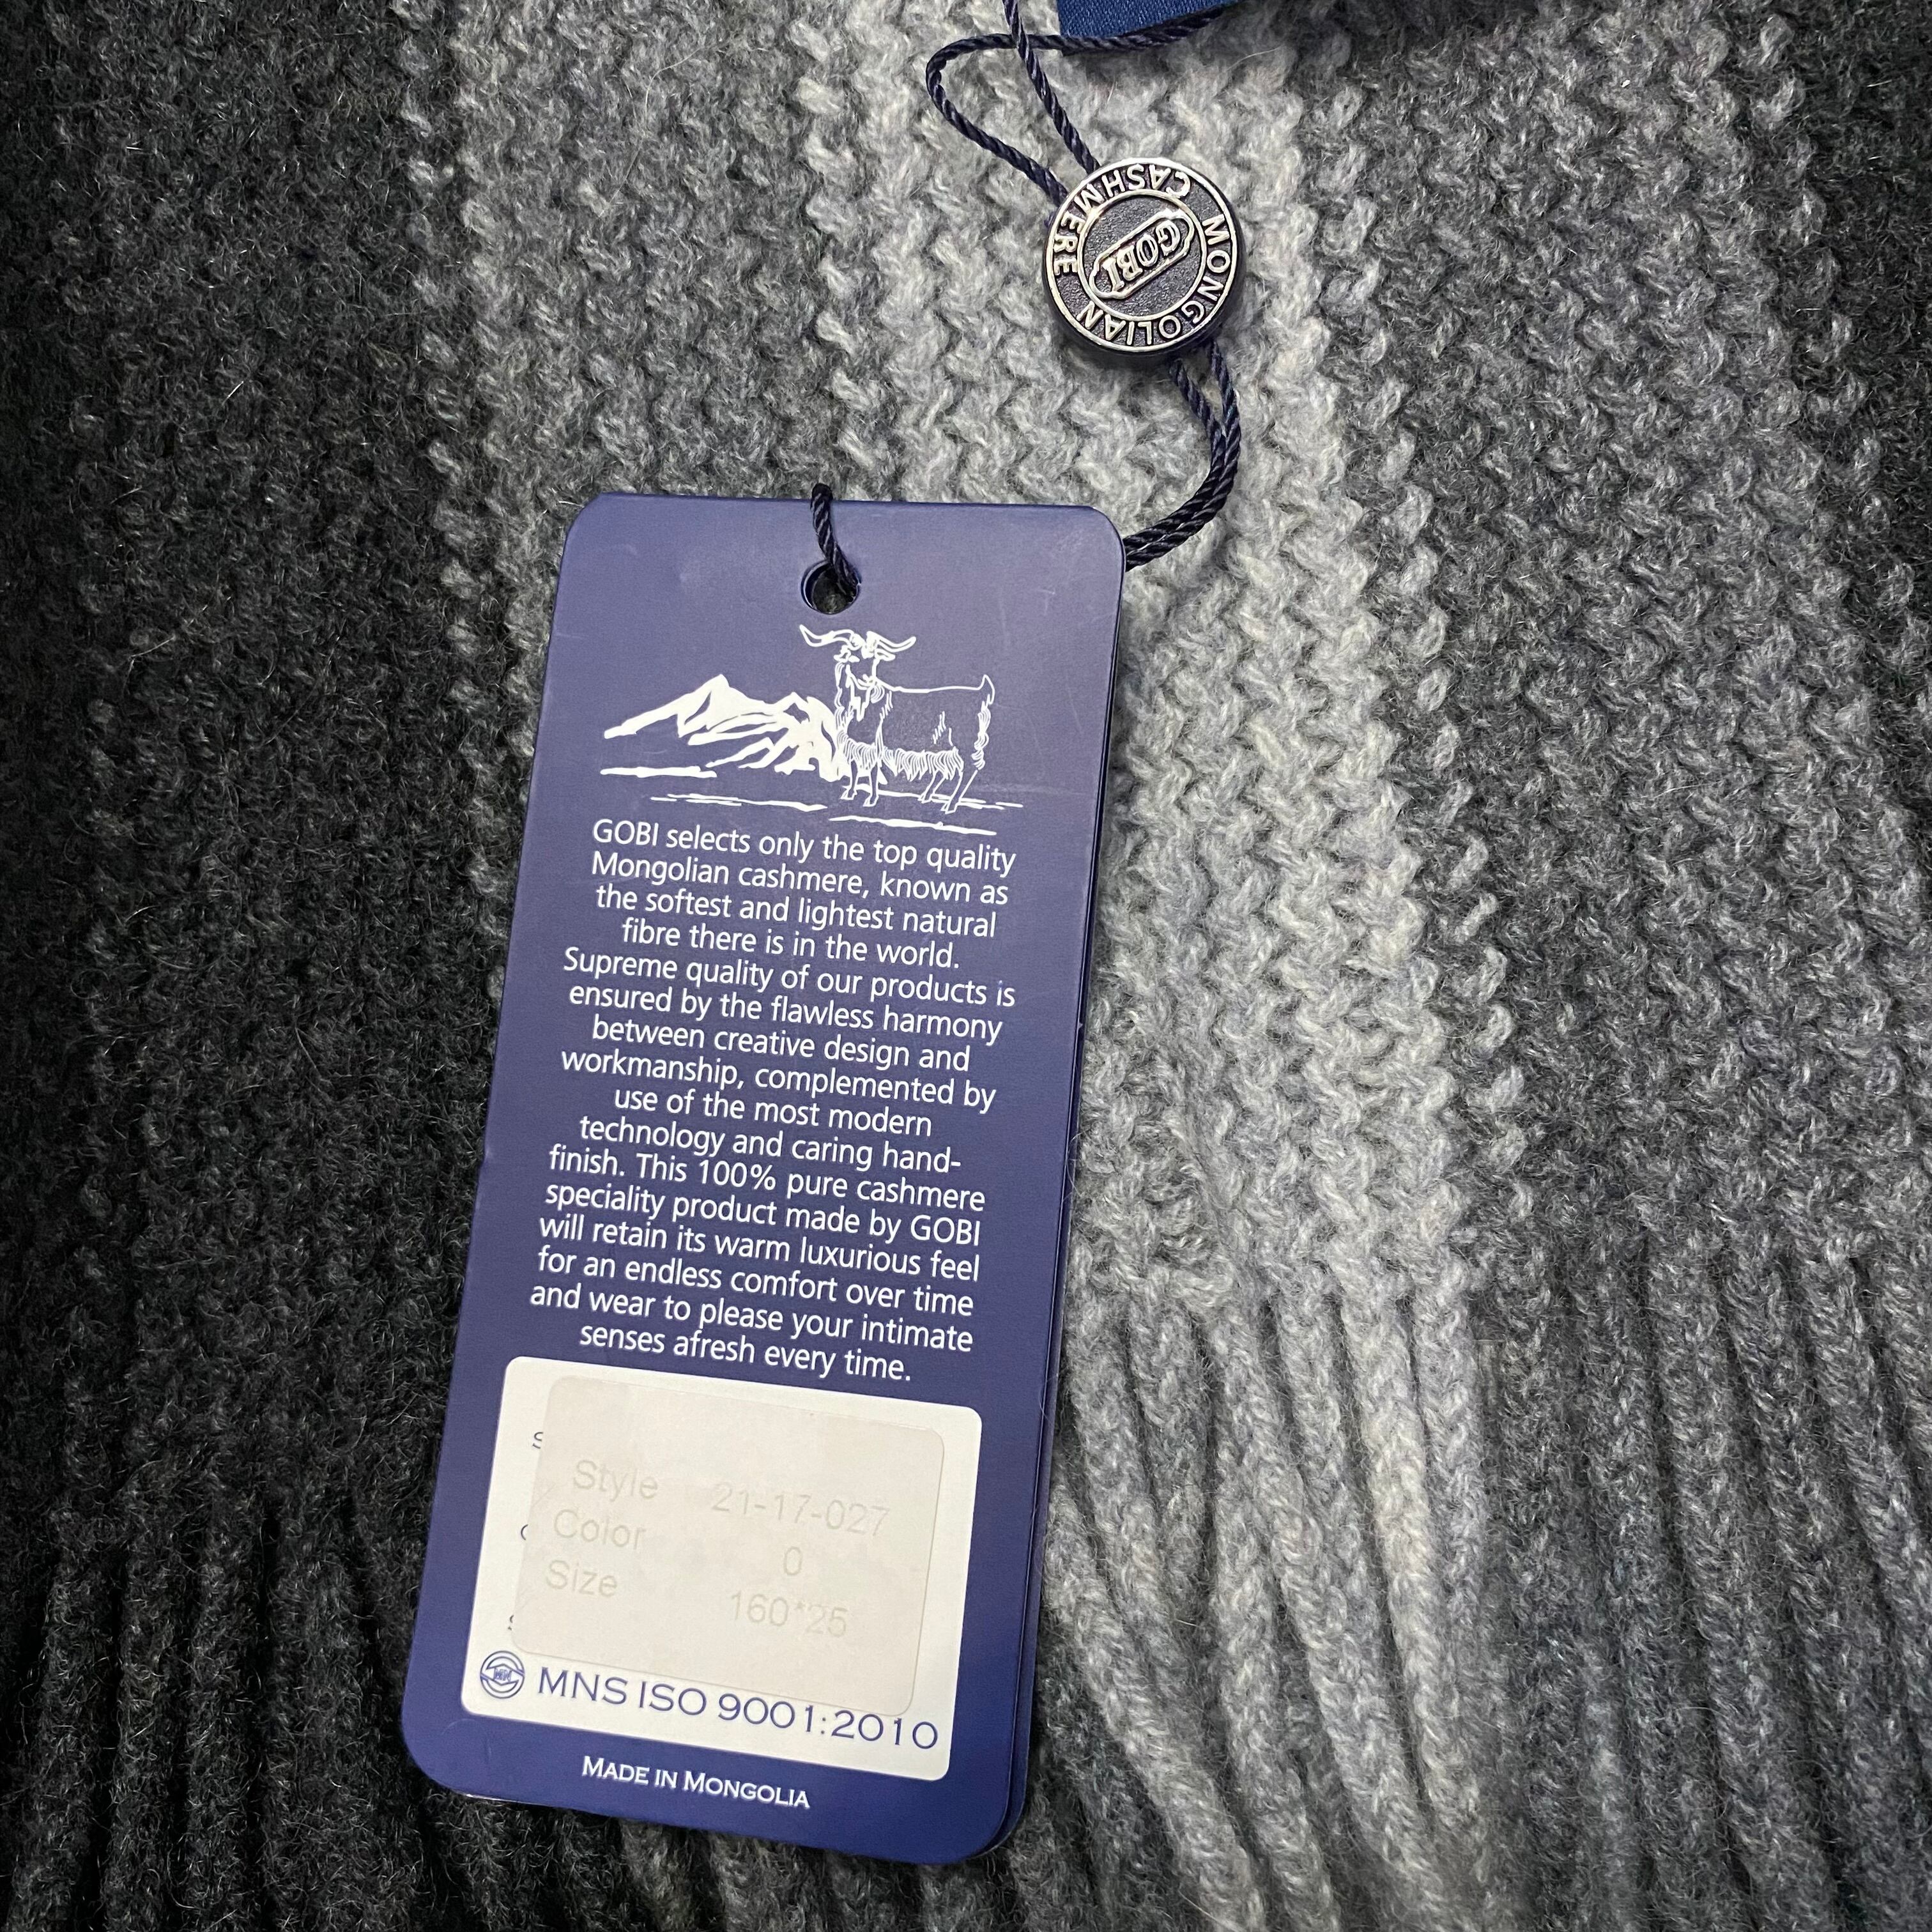 MONGOLIAN
CASHMERE
GOBI
GOBI selects only the top quality
Mongolian cashmere, known as
the softest and lightest natural
fibre there is in the world.
Supreme quality of our products is
ensured by the flawless harmony
between creative design and
workmanship, complemented by
use of the most modern
technology and caring hand-
finish. This 100% pure cashmere
speciality product made by GOBI
will retain its warm luxurious feel
for an endless comfort over time
and wear to please your intimate
senses afresh every time.
Style 21-17-027
Color 0
Size 160*25
MNS ISO 9001:2010
MADE IN MONGOLIA